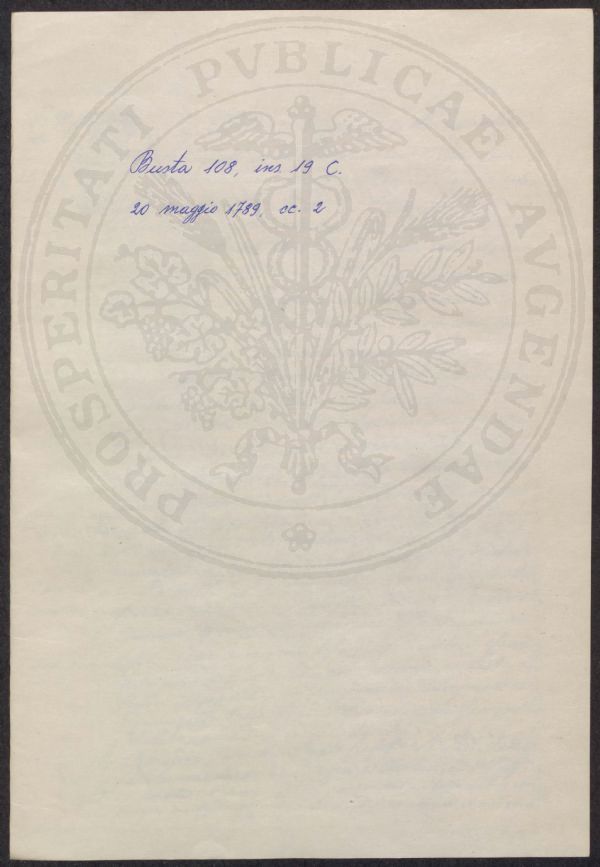 PROSPERITATI PVBLICAE AVGENDAE
Busta 108, ins. 19 C.
20 maggio 1789, cc. 2